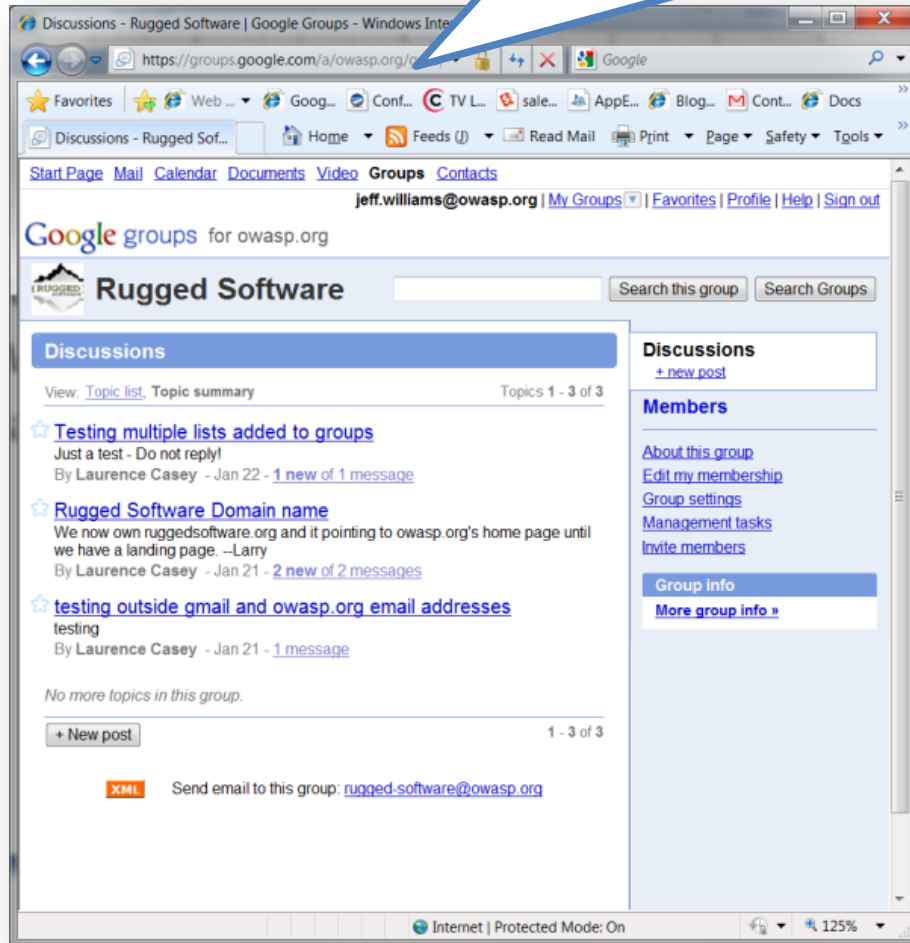 Discussions - Rugged Software | Google Groups - Windows Inte
https://groups.google.com/a/owasp.org/g
Google
Favorites Web ... Goog... Conf... TV L... sale... AppE... Blog... Cont... Docs
Discussions - Rugged Sof... Home Feeds (J) Read Mail Print Page Safety Tools
Start Page Mail Calendar Documents Video Groups Contacts
jeff.williams@owasp.org | My Groups | Favorites | Profile | Help | Sign out
Google groups for owasp.org
RUGGED
Rugged Software
Search this group Search Groups
Discussions
View: Topic list, Topic summary Topics 1 - 3 of 3
Testing multiple lists added to groups
Just a test - Do not reply!
By Laurence Casey - Jan 22 - 1 new of 1 message
Rugged Software Domain name
We now own ruggedsoftware.org and it pointing to owasp.org's home page until
we have a landing page. --Larry
By Laurence Casey - Jan 21 - 2 new of 2 messages
testing outside gmail and owasp.org email addresses
testing
By Laurence Casey - Jan 21 - 1 message
No more topics in this group.
+ New post 1 - 3 of 3
XML Send email to this group: rugged-software@owasp.org
Discussions
+ new post
Members
About this group
Edit my membership
Group settings
Management tasks
Invite members
Group info
More group info »
Internet | Protected Mode: On 125%